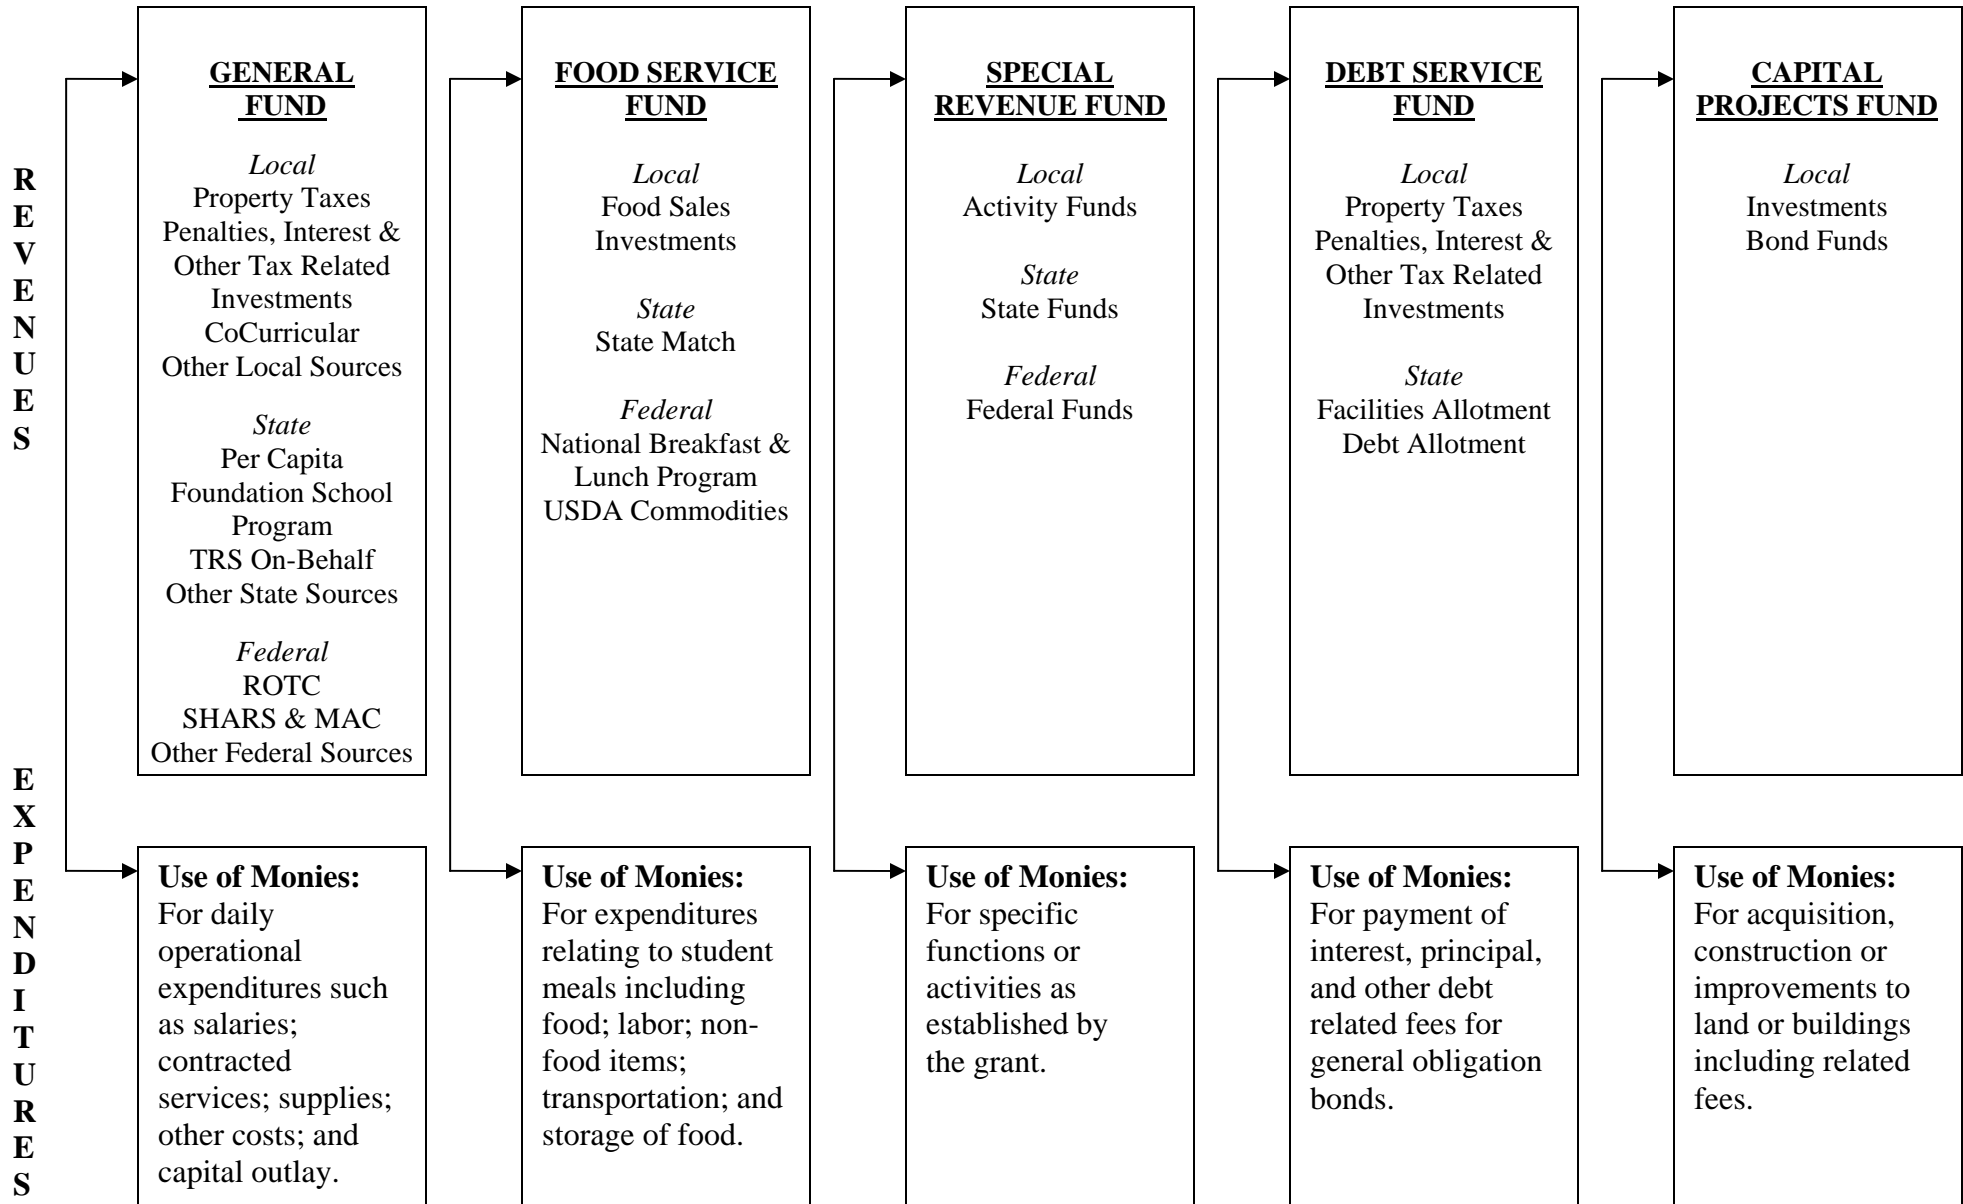 REVENUES
GENERAL
FUND
Local
Property Taxes
Penalties, Interest &
Other Tax Related
Investments
CoCurricular
Other Local Sources
State
Per Capita
Foundation School
Program
TRS On-Behalf
Other State Sources
Federal
ROTC
SHARS & MAC
Other Federal Sources
FOOD SERVICE
FUND
Local
Food Sales
Investments
State
State Match
Federal
National Breakfast &
Lunch Program
USDA Commodities
SPECIAL
REVENUE FUND
Local
Activity Funds
State
State Funds
Federal
Federal Funds
DEBT SERVICE
FUND
Local
Property Taxes
Penalties, Interest &
Other Tax Related
Investments
State
Facilities Allotment
Debt Allotment
CAPITAL
PROJECTS FUND
Local
Investments
Bond Funds
EXPENDITURES
Use of Monies:
For daily
operational
expenditures such
as salaries;
contracted
services; supplies;
other costs; and
capital outlay.
Use of Monies:
For expenditures
relating to student
meals including
food; labor; non-
food items;
transportation; and
storage of food.
Use of Monies:
For specific
functions or
activities as
established by
the grant.
Use of Monies:
For payment of
interest, principal,
and other debt
related fees for
general obligation
bonds.
Use of Monies:
For acquisition,
construction or
improvements to
land or buildings
including related
fees.